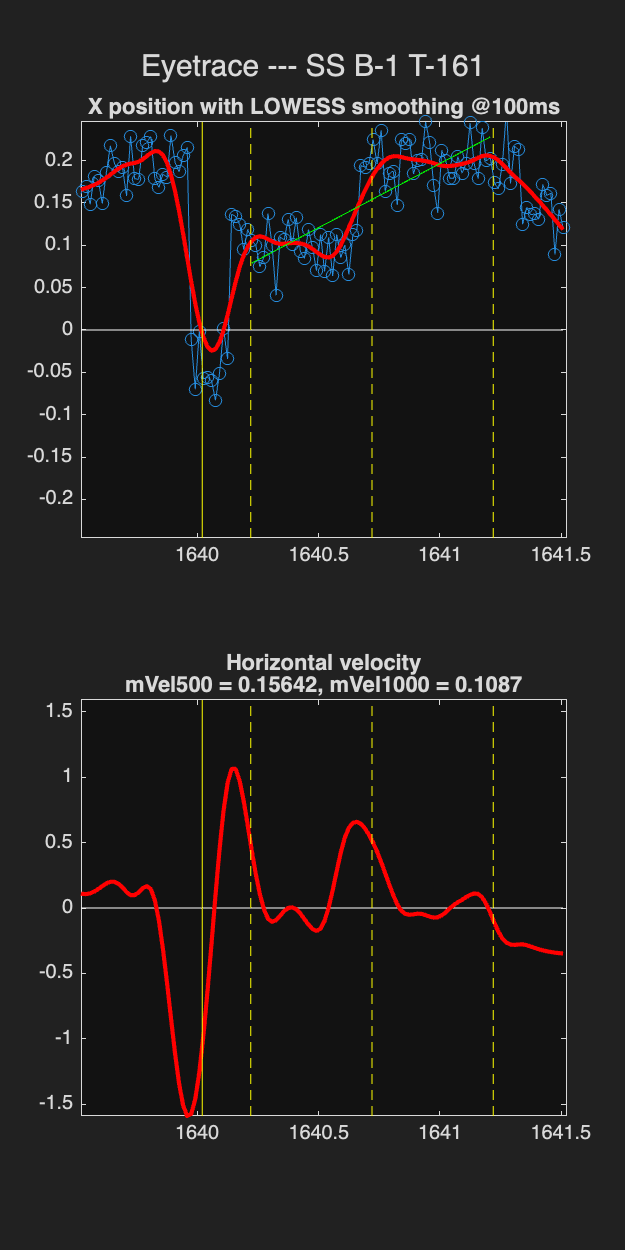 Eyetrace --- SS B-1 T-161
X position with LOWESS smoothing @100ms
0.2
0.15
0.1
0.05
0
-0.05
-0.1
-0.15
-0.2
1640 1640.5 1641 1641.5
Horizontal velocity
mVel500 = 0.15642, mVel1000 = 0.1087
1.5
1
0.5
0
-0.5
-1
-1.5
1640 1640.5 1641 1641.5